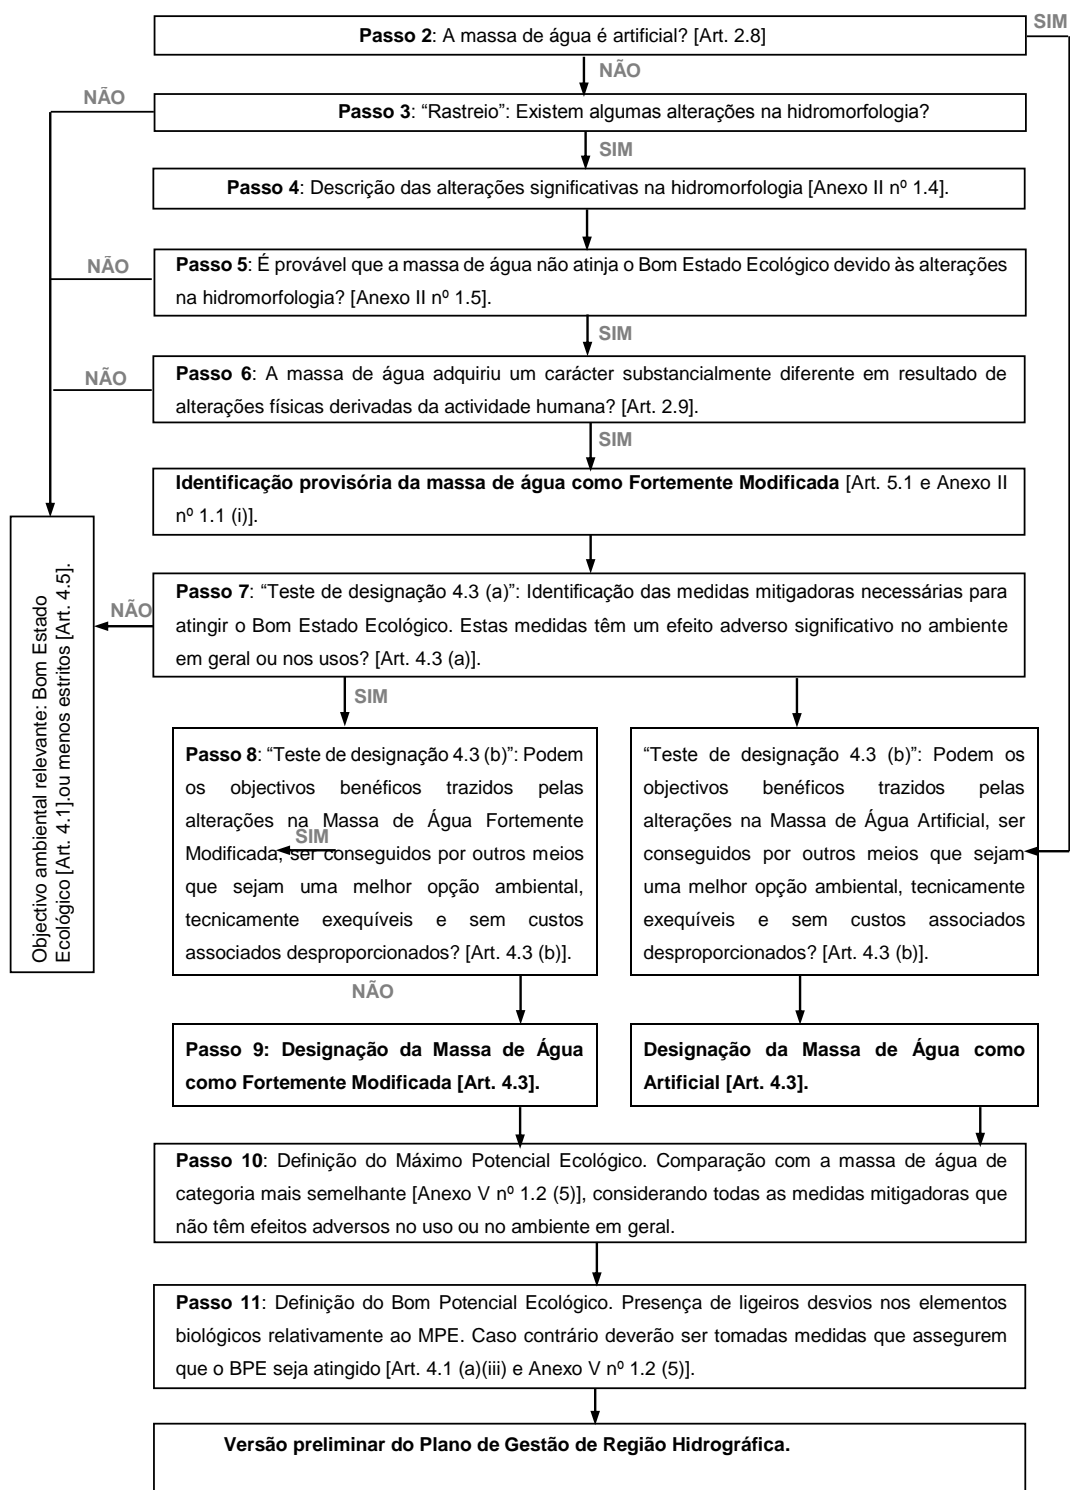 SIM
Passo 2: A massa de água é artificial? [Art. 2.8]
NÃO
NÃO
Passo 3: “Rastreio”: Existem algumas alterações na hidromorfologia?
SIM
Passo 4: Descrição das alterações significativas na hidromorfologia [Anexo II nº 1.4].
NÃO
Passo 5: É provável que a massa de água não atinja o Bom Estado Ecológico devido às alterações
na hidromorfologia? [Anexo II nº 1.5].
SIM
NÃO
Passo 6: A massa de água adquiriu um carácter substancialmente diferente em resultado de
alterações físicas derivadas da actividade humana? [Art. 2.9].
SIM
Identificação provisória da massa de água como Fortemente Modificada [Art. 5.1 e Anexo II
nº 1.1 (i)].
Objectivo ambiental relevante: Bom Estado
Ecológico [Art. 4.1].ou menos estritos [Art. 4.5].
NÃO
Passo 7: “Teste de designação 4.3 (a)”: Identificação das medidas mitigadoras necessárias para
atingir o Bom Estado Ecológico. Estas medidas têm um efeito adverso significativo no ambiente
em geral ou nos usos? [Art. 4.3 (a)].
SIM
Passo 8: “Teste de designação 4.3 (b)”: Podem
os objectivos benéficos trazidos pelas
alterações na Massa de Água Fortemente
SIM
Modificada, ser conseguidos por outros meios
que sejam uma melhor opção ambiental,
tecnicamente exequíveis e sem custos
associados desproporcionados? [Art. 4.3 (b)].
“Teste de designação 4.3 (b)”: Podem os
objectivos benéficos trazidos pelas
alterações na Massa de Água Artificial, ser
conseguidos por outros meios que sejam
uma melhor opção ambiental, tecnicamente
exequíveis e sem custos associados
desproporcionados? [Art. 4.3 (b)].
NÃO
Passo 9: Designação da Massa de Água
como Fortemente Modificada [Art. 4.3].
Designação da Massa de Água como
Artificial [Art. 4.3].
Passo 10: Definição do Máximo Potencial Ecológico. Comparação com a massa de água de
categoria mais semelhante [Anexo V nº 1.2 (5)], considerando todas as medidas mitigadoras que
não têm efeitos adversos no uso ou no ambiente em geral.
Passo 11: Definição do Bom Potencial Ecológico. Presença de ligeiros desvios nos elementos
biológicos relativamente ao MPE. Caso contrário deverão ser tomadas medidas que assegurem
que o BPE seja atingido [Art. 4.1 (a)(iii) e Anexo V nº 1.2 (5)].
Versão preliminar do Plano de Gestão de Região Hidrográfica.